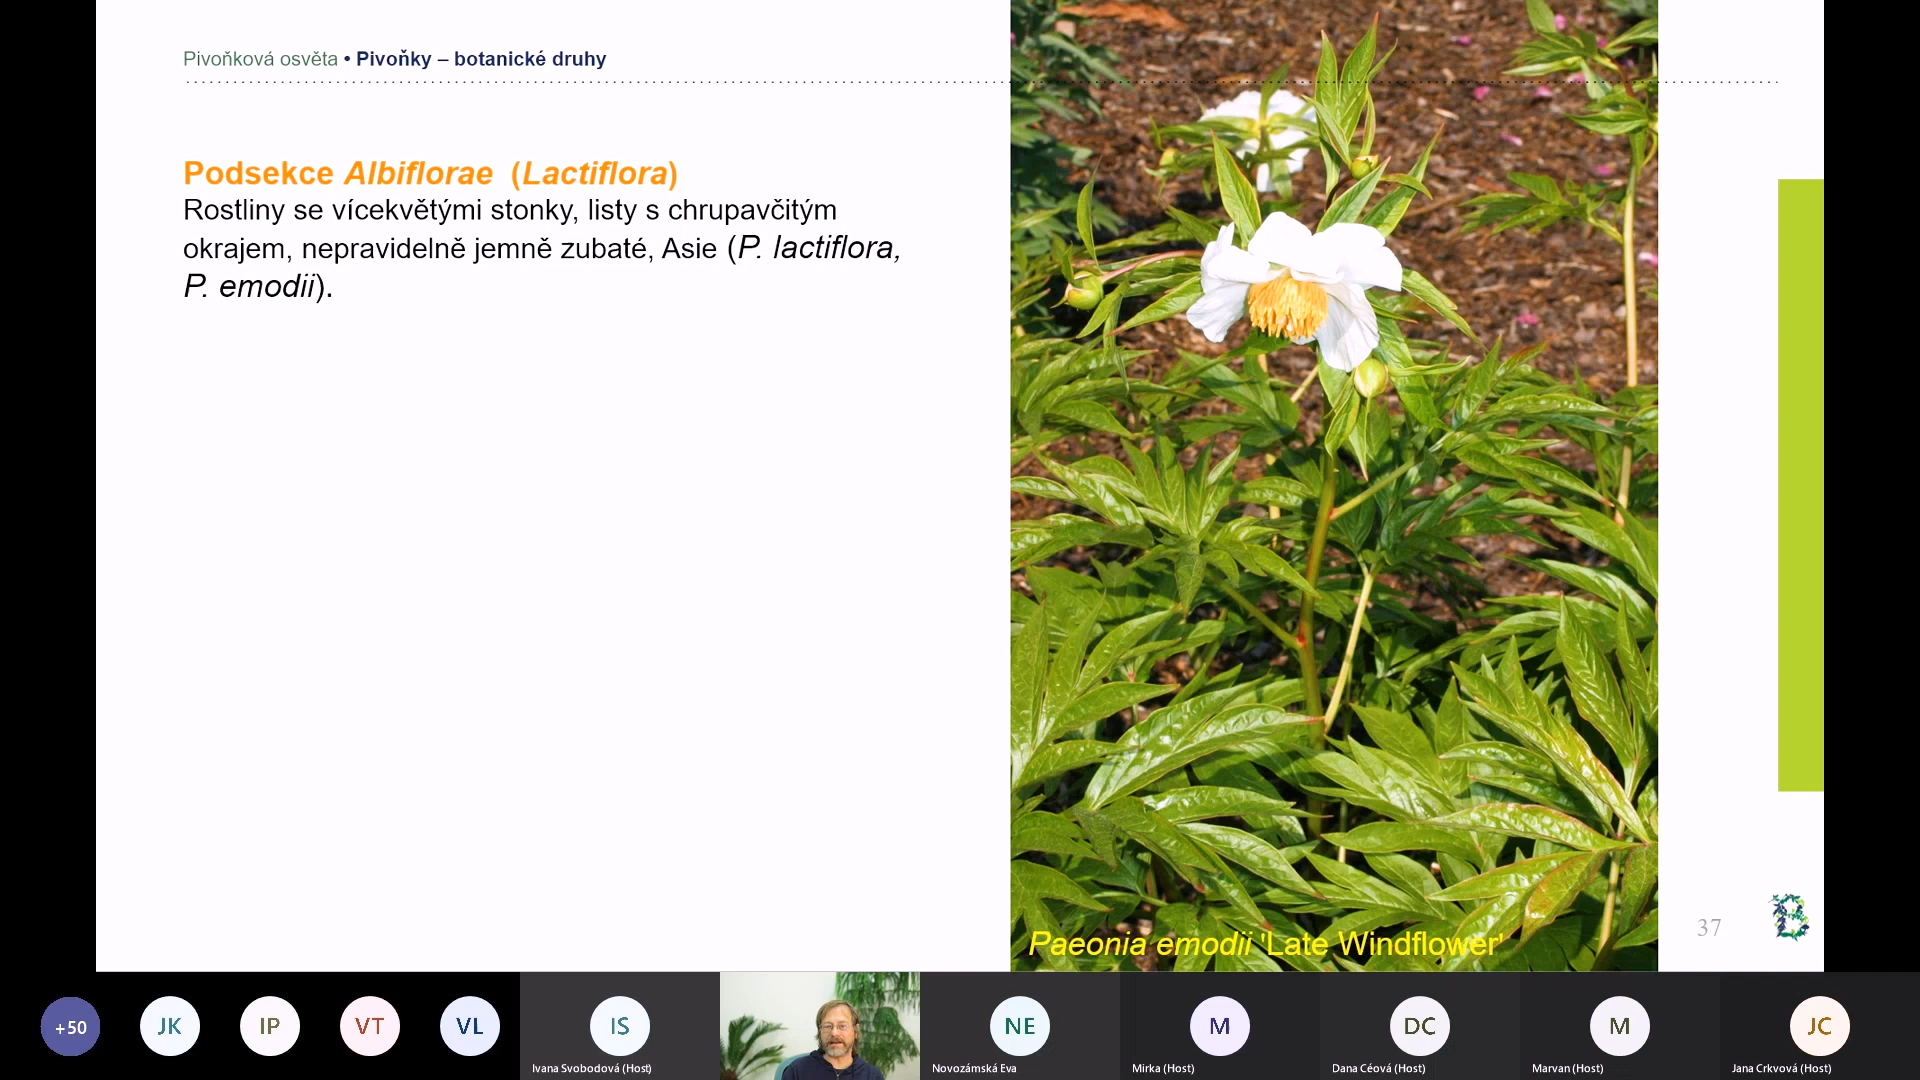 Pivoňková osvěta • Pivoňky – botanické druhy
Podsekce Albiflorae (Lactiflora)
Rostliny se vícekvětými stonky, listy s chrupavčitým
okrajem, nepravidelně jemně zubaté, Asie (P. lactiflora,
P. emodii).
Paeonia emodii 'Late Windflower'
37
B
+50
JK
IP
VT
VL
IS
NE
M
DC
M
JC
Ivana Svobodová (Host)
Novozámská Eva
Mirka (Host)
Dana Céová (Host)
Marvan (Host)
Jana Crkvová (Host)